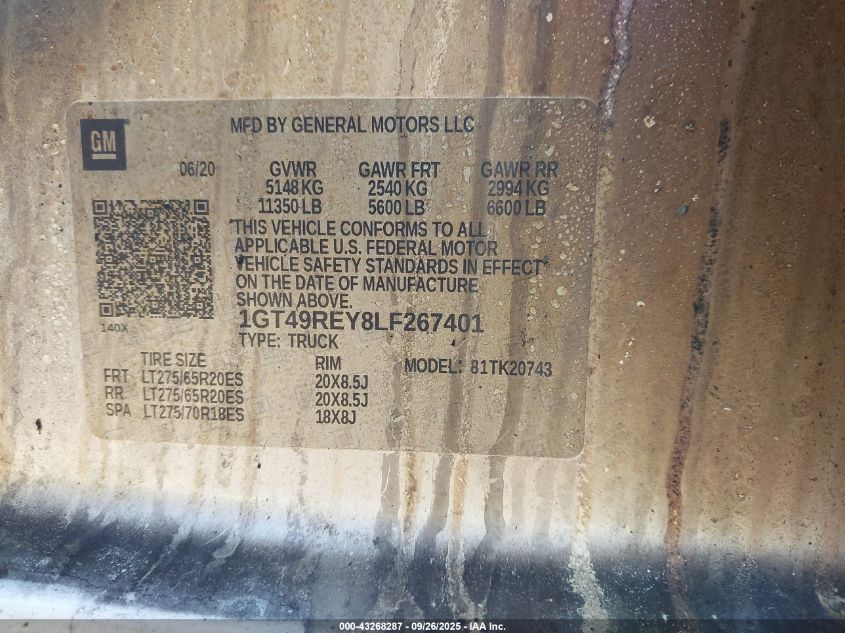 GM
MFD BY GENERAL MOTORS LLC
06/20 GVWR GAWR FRT GAWR RR
5148 KG 2540 KG 2994 KG
11350 LB 5600 LB 6600 LB
THIS VEHICLE CONFORMS TO ALL
APPLICABLE U.S. FEDERAL MOTOR
VEHICLE SAFETY STANDARDS IN EFFECT
ON THE DATE OF MANUFACTURE
SHOWN ABOVE.
140X
1GT49REY8LF267401
TYPE: TRUCK
TIRE SIZE RIM MODEL: 81TK20743
FRT LT275/65R20ES 20X8.5J
RR LT275/65R20ES 20X8.5J
SPA LT275/70R18ES 18X8J
000-43268287 - 09/26/2025 - IAA Inc.